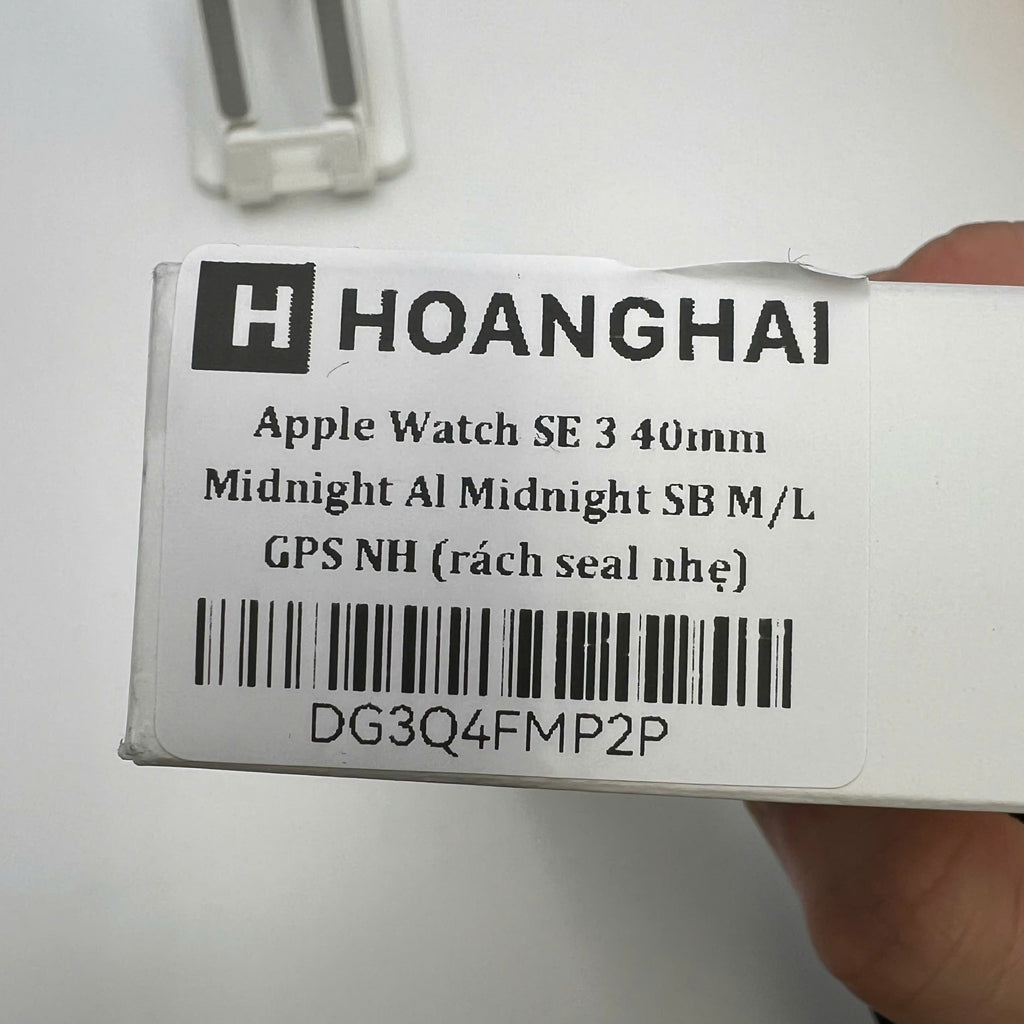 H HOANGHAI
Apple Watch SE 3 40mm
Midnight Al Midnight SB M/L
GPS NH (rách seal nhẹ)
DG3Q4FMP2P